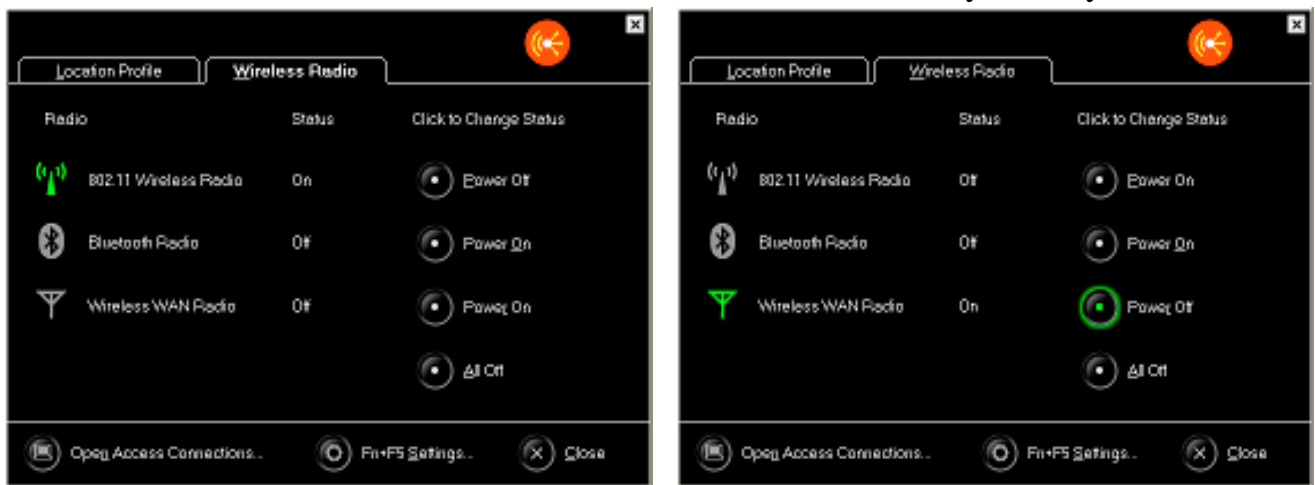 Location Profile Wireless Radio
Radio Status Click to Change Status
802.11 Wireless Radio On Power Off
Bluetooth Radio Off Power On
Wireless WAN Radio Off Power On
All Off
Open Access Connections... Fn+F5 Settings... Close
Location Profile Wireless Radio
Radio Status Click to Change Status
802.11 Wireless Radio Off Power On
Bluetooth Radio Off Power On
Wireless WAN Radio On Power Off
All Off
Open Access Connections... Fn+F5 Settings... Close